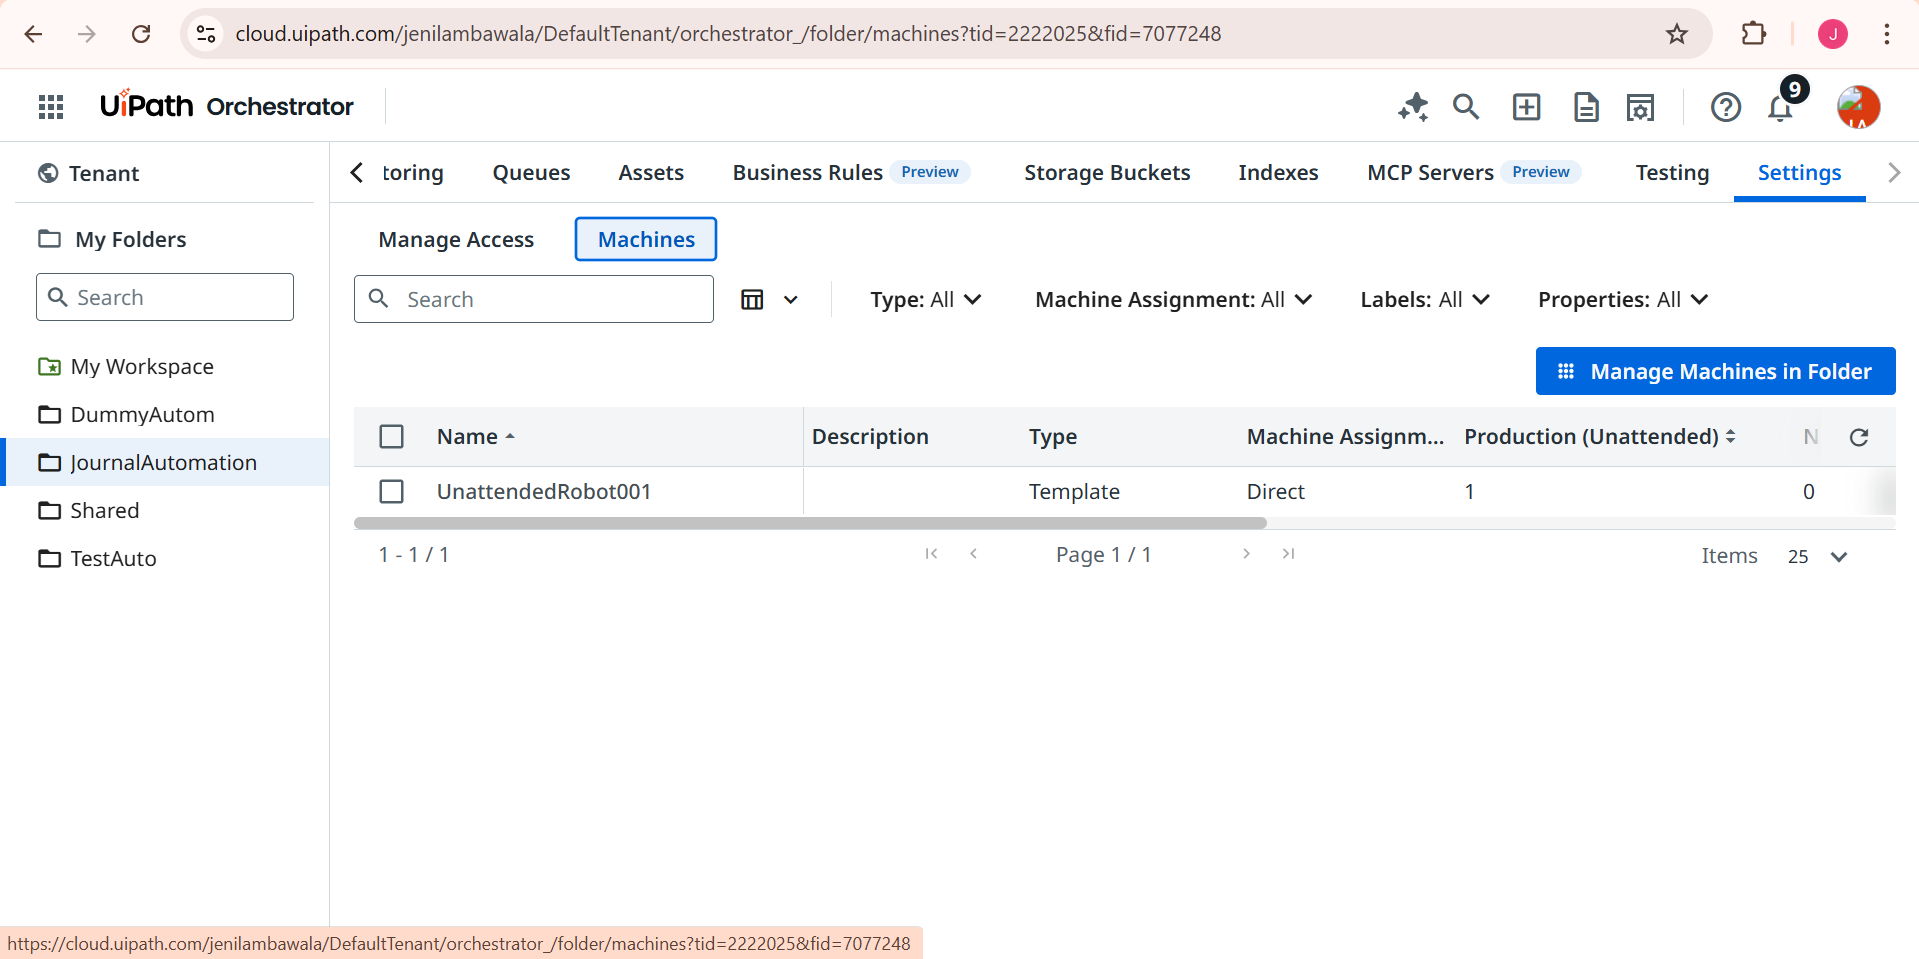 cloud.uipath.com/jenilambawala/DefaultTenant/orchestrator_/folder/machines?tid=2222025&fid=7077248
J
UiPath Orchestrator
9
LA
Tenant
toring Queues Assets Business Rules Preview Storage Buckets Indexes MCP Servers Preview Testing Settings
My Folders
Manage Access Machines
Search
Search Type: All Machine Assignment: All Labels: All Properties: All
My Workspace
Manage Machines in Folder
DummyAutom
Name Description Type Machine Assignm... Production (Unattended) N
JournalAutomation
UnattendedRobot001 Template Direct 1 0
Shared
TestAuto
1 - 1 / 1 Page 1 / 1 Items 25
https://cloud.uipath.com/jenilambawala/DefaultTenant/orchestrator_/folder/machines?tid=2222025&fid=7077248